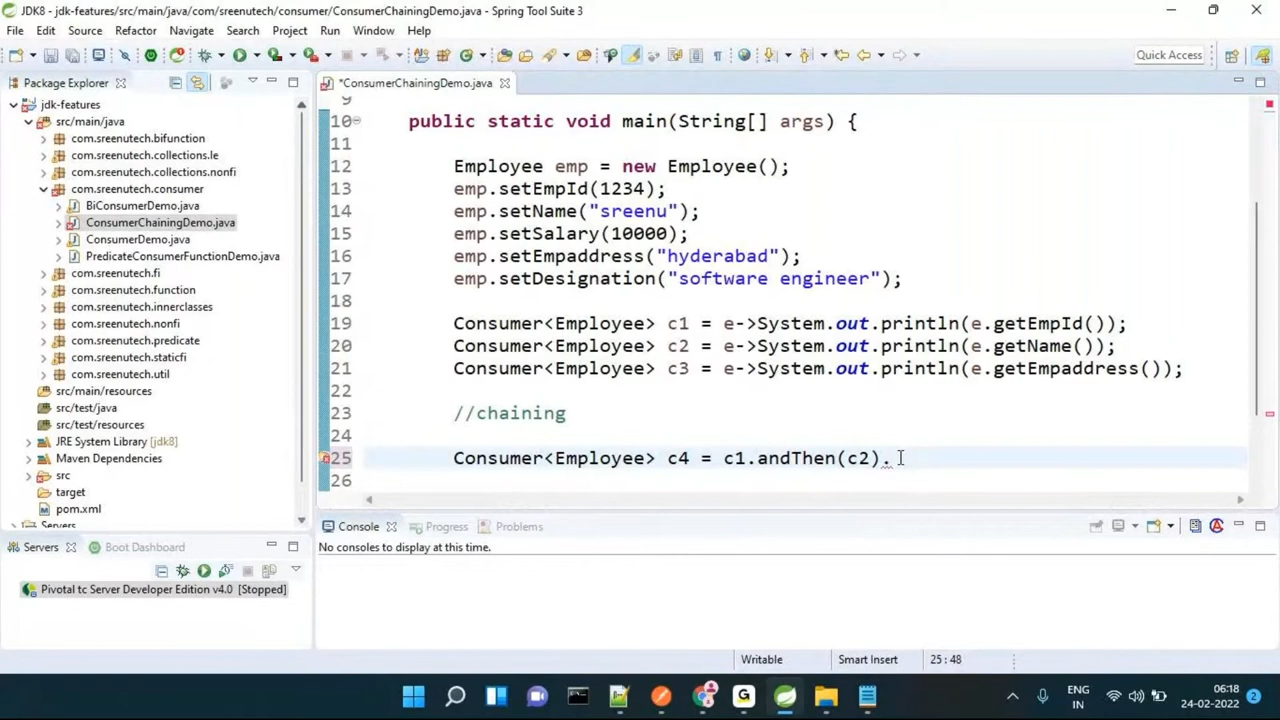 JDK8 - jdk-features/src/main/java/com/sreenutech/consumer/ConsumerChainingDemo.java - Spring Tool Suite 3
File Edit Source Refactor Navigate Search Project Run Window Help
Quick Access
Package Explorer
jdk-features
src/main/java
com.sreenutech.bifunction
com.sreenutech.collections.le
com.sreenutech.collections.nonfi
com.sreenutech.consumer
BiConsumerDemo.java
ConsumerChainingDemo.java
ConsumerDemo.java
PredicateConsumerFunctionDemo.java
com.sreenutech.fi
com.sreenutech.function
com.sreenutech.innerclasses
com.sreenutech.nonfi
com.sreenutech.predicate
com.sreenutech.staticfi
com.sreenutech.util
src/main/resources
src/test/java
src/test/resources
JRE System Library [jdk8]
Maven Dependencies
src
target
pom.xml
Servers
*ConsumerChainingDemo.java
9
10 public static void main(String[] args) {
11
12 Employee emp = new Employee();
13 emp.setEmpId(1234);
14 emp.setName("sreenu");
15 emp.setSalary(10000);
16 emp.setEmpaddress("hyderabad");
17 emp.setDesignation("software engineer");
18
19 Consumer<Employee> c1 = e->System.out.println(e.getEmpId());
20 Consumer<Employee> c2 = e->System.out.println(e.getName());
21 Consumer<Employee> c3 = e->System.out.println(e.getEmpaddress());
22
23 //chaining
24
25 Consumer<Employee> c4 = c1.andThen(c2).
26
Servers Boot Dashboard
Pivotal tc Server Developer Edition v4.0 [Stopped]
Console Progress Problems
No consoles to display at this time.
Writable Smart Insert 25 : 48
ENG
IN
06:18
24-02-2022
2